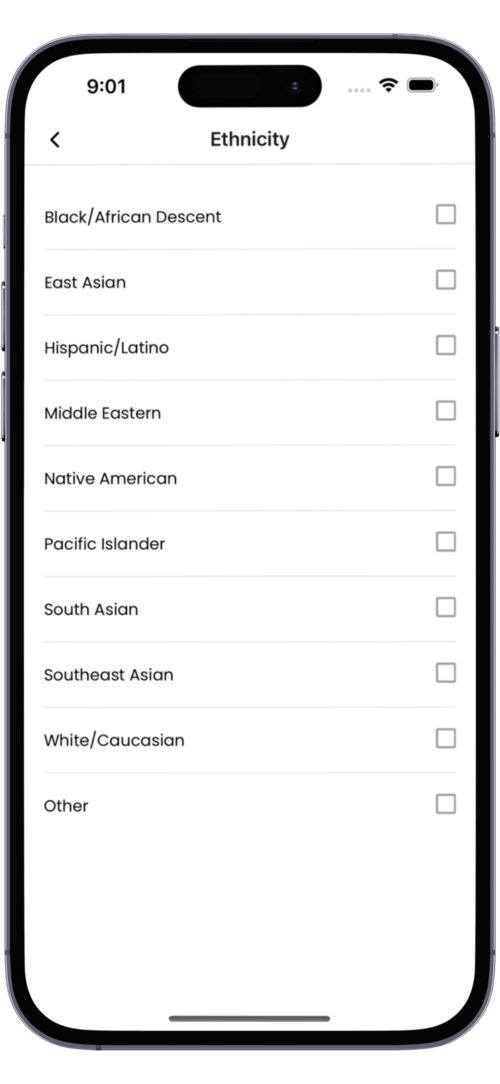 9:01
Ethnicity
Black/African Descent
East Asian
Hispanic/Latino
Middle Eastern
Native American
Pacific Islander
South Asian
Southeast Asian
White/Caucasian
Other